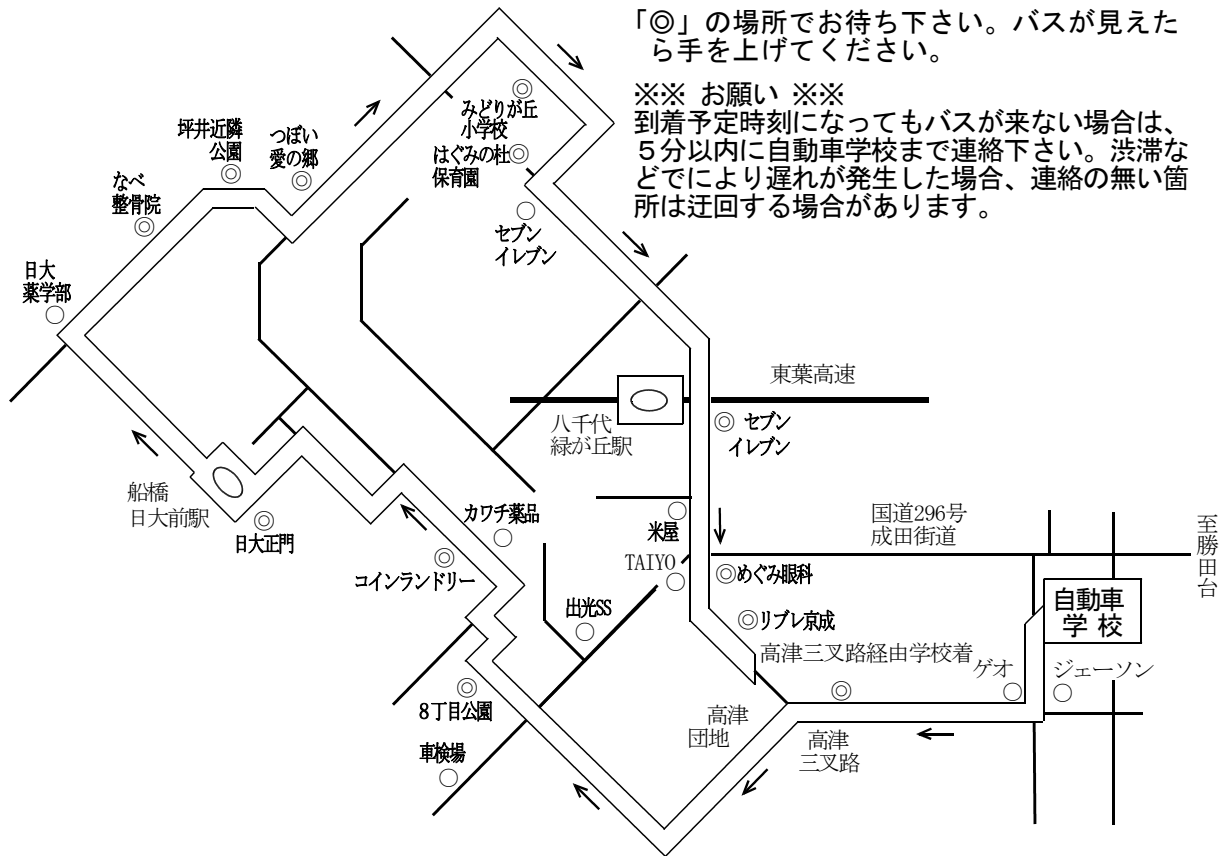 「◎」の場所でお待ち下さい。バスが見えた
ら手を上げてください。
※※ お願い ※※
到着予定時刻になってもバスが来ない場合は、
５分以内に自動車学校まで連絡下さい。渋滞な
どでにより遅れが発生した場合、連絡の無い箇
所は迂回する場合があります。
みどりが丘
小学校
はぐみの杜
保育園
セブン
イレブン
坪井近隣
公園
つぼい
愛の郷
なべ
整骨院
日大
薬学部
東葉高速
八千代
緑が丘駅
セブン
イレブン
船橋
日大前駅
日大正門
カワチ薬品
コインランドリー
米屋
TAIYO
国道296号
成田街道
至勝田台
めぐみ眼科
リブレ京成
出光SS
自動車
学 校
高津三叉路経由学校着
ゲオ
ジェーソン
８丁目公園
車検場
高津
団地
高津
三叉路